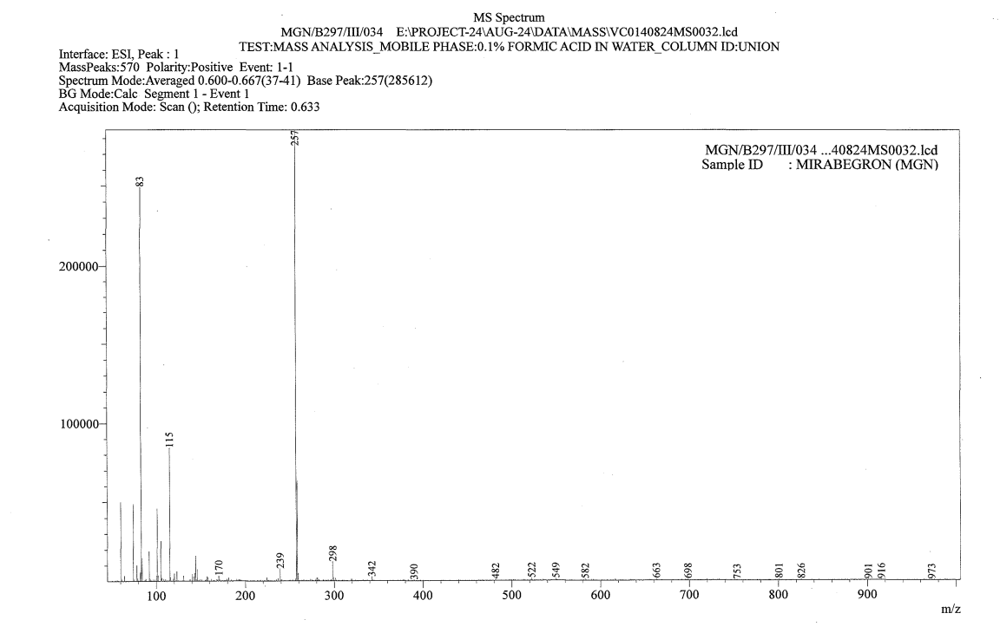 MS Spectrum
MGN/B297/III/034 E:\PROJECT-24\AUG-24\DATA\MASS\VC0140824MS0032.lcd
TEST:MASS ANALYSIS_MOBILE PHASE:0.1% FORMIC ACID IN WATER_COLUMN ID:UNION
Interface: ESI, Peak : 1
MassPeaks:570 Polarity:Positive Event: 1-1
Spectrum Mode:Averaged 0.600-0.667(37-41) Base Peak:257(285612)
BG Mode:Calc Segment 1 - Event 1
Acquisition Mode: Scan (); Retention Time: 0.633
MGN/B297/III/034 ...40824MS0032.lcd
Sample ID : MIRABEGRON (MGN)
257
83
200000
100000
115
170
239
298
342
390
482
522
549
582
663
698
753
801
826
901
916
973
100 200 300 400 500 600 700 800 900
m/z